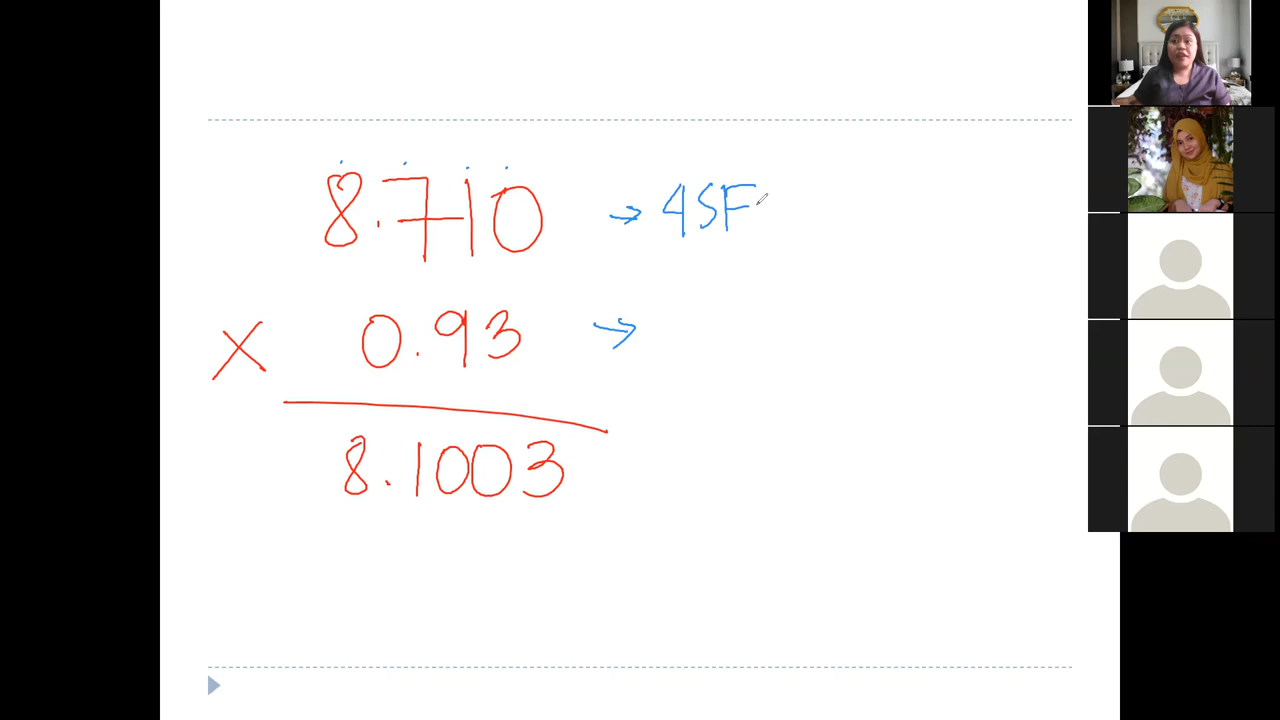 8.710 → 4SF
X 0.93 →
8.1003